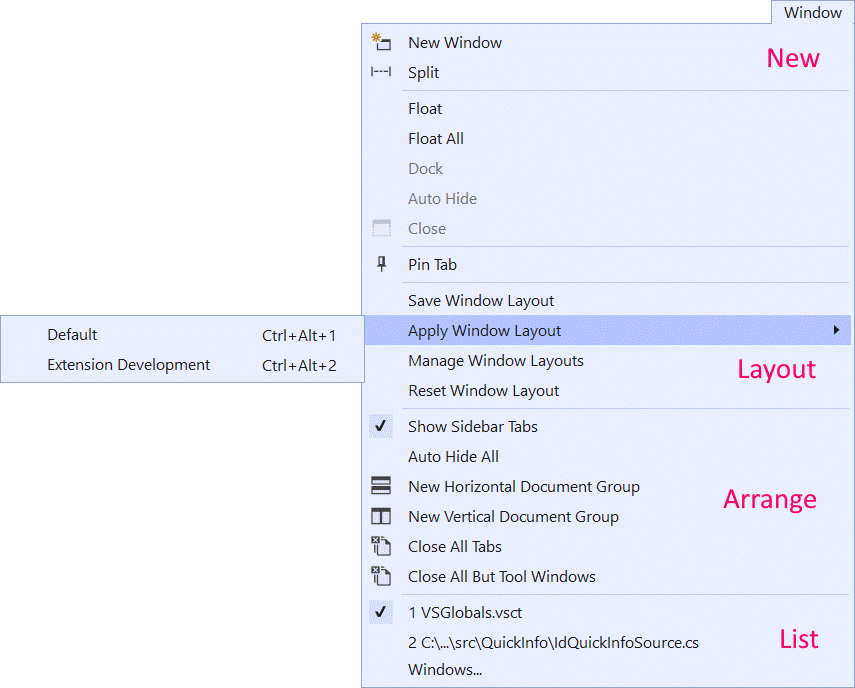 Window
New Window
New
Split
Float
Float All
Dock
Auto Hide
Close
Pin Tab
Save Window Layout
Default Ctrl+Alt+1
Apply Window Layout
Extension Development Ctrl+Alt+2
Manage Window Layouts
Layout
Reset Window Layout
Show Sidebar Tabs
Auto Hide All
New Horizontal Document Group
Arrange
New Vertical Document Group
Close All Tabs
Close All But Tool Windows
1 VSGlobals.vsct
2 C:\...\src\QuickInfo\IdQuickInfoSource.cs
List
Windows...